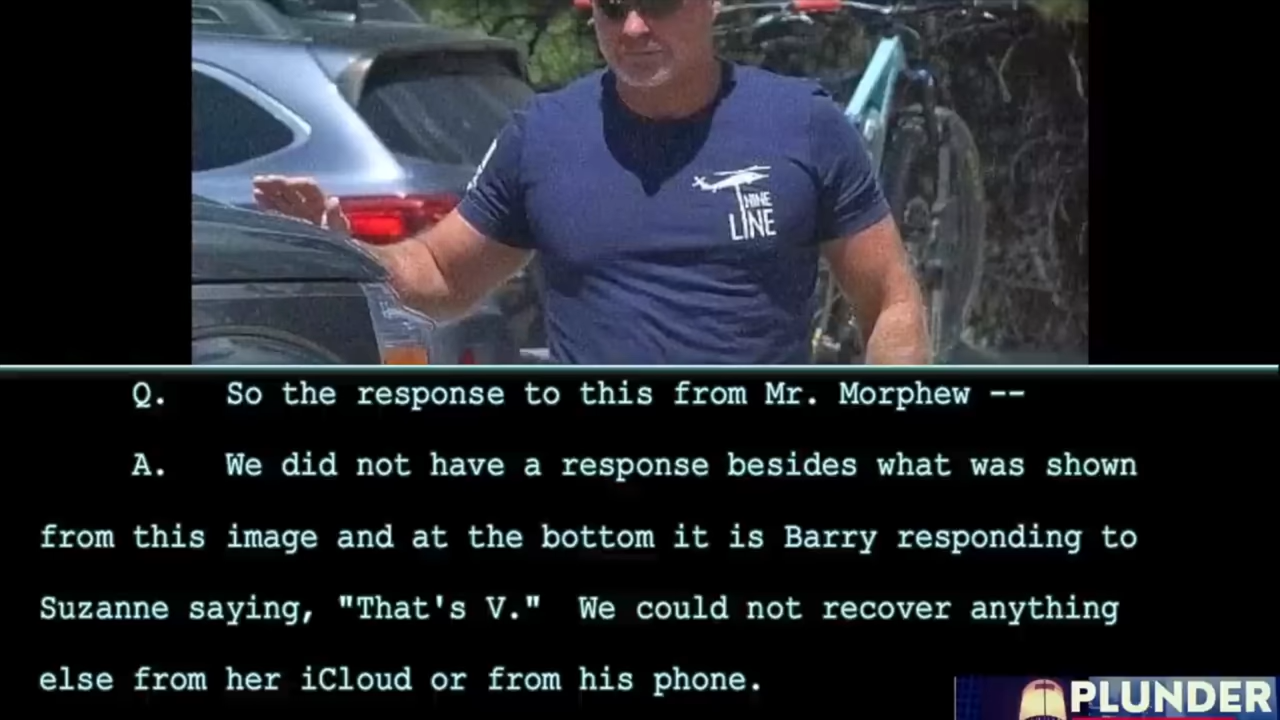 NINE
LINE
Q. So the response to this from Mr. Morphew --
A. We did not have a response besides what was shown
from this image and at the bottom it is Barry responding to
Suzanne saying, "That's V." We could not recover anything
else from her iCloud or from his phone.
PLUNDER